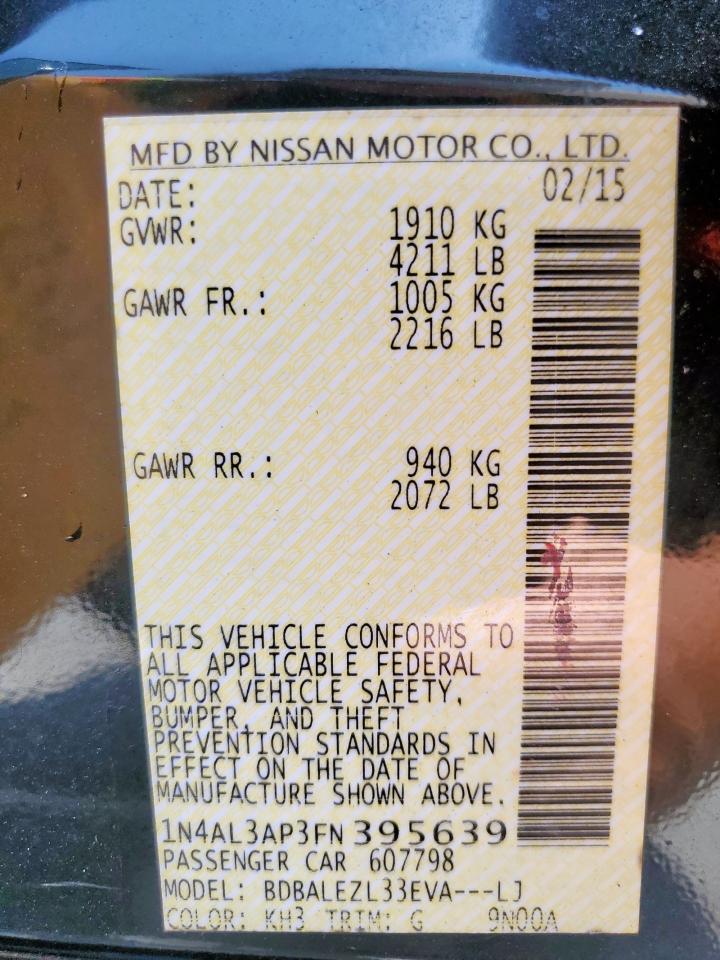 MFD BY NISSAN MOTOR CO., LTD.
DATE: 02/15
GVWR: 1910 KG
4211 LB
GAWR FR.: 1005 KG
2216 LB
GAWR RR.: 940 KG
2072 LB
THIS VEHICLE CONFORMS TO
ALL APPLICABLE FEDERAL
MOTOR VEHICLE SAFETY,
BUMPER, AND THEFT
PREVENTION STANDARDS IN
EFFECT ON THE DATE OF
MANUFACTURE SHOWN ABOVE.
1N4AL3AP3FN 395639
PASSENGER CAR 607798
MODEL: BDBALEZL33EVA---LJ
COLOR: KH3 TRIM: G 9N00A